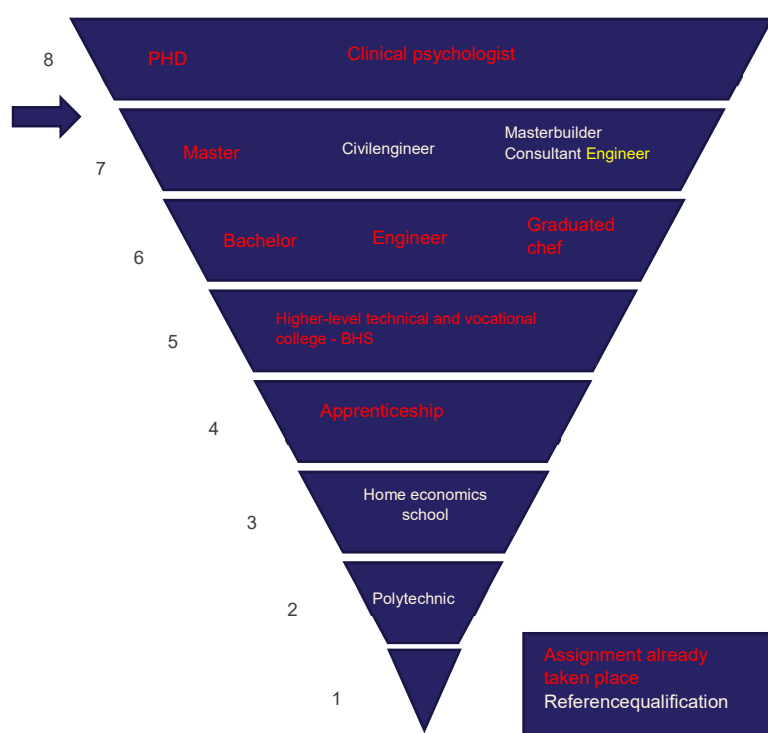 8
PHD
Clinical psychologist
7
Master
Civilengineer
Masterbuilder
Consultant Engineer
6
Bachelor
Engineer
Graduated
chef
5
Higher-level technical and vocational
college - BHS
4
Apprenticeship
3
Home economics
school
2
Polytechnic
1
Assignment already
taken place
Referencequalification